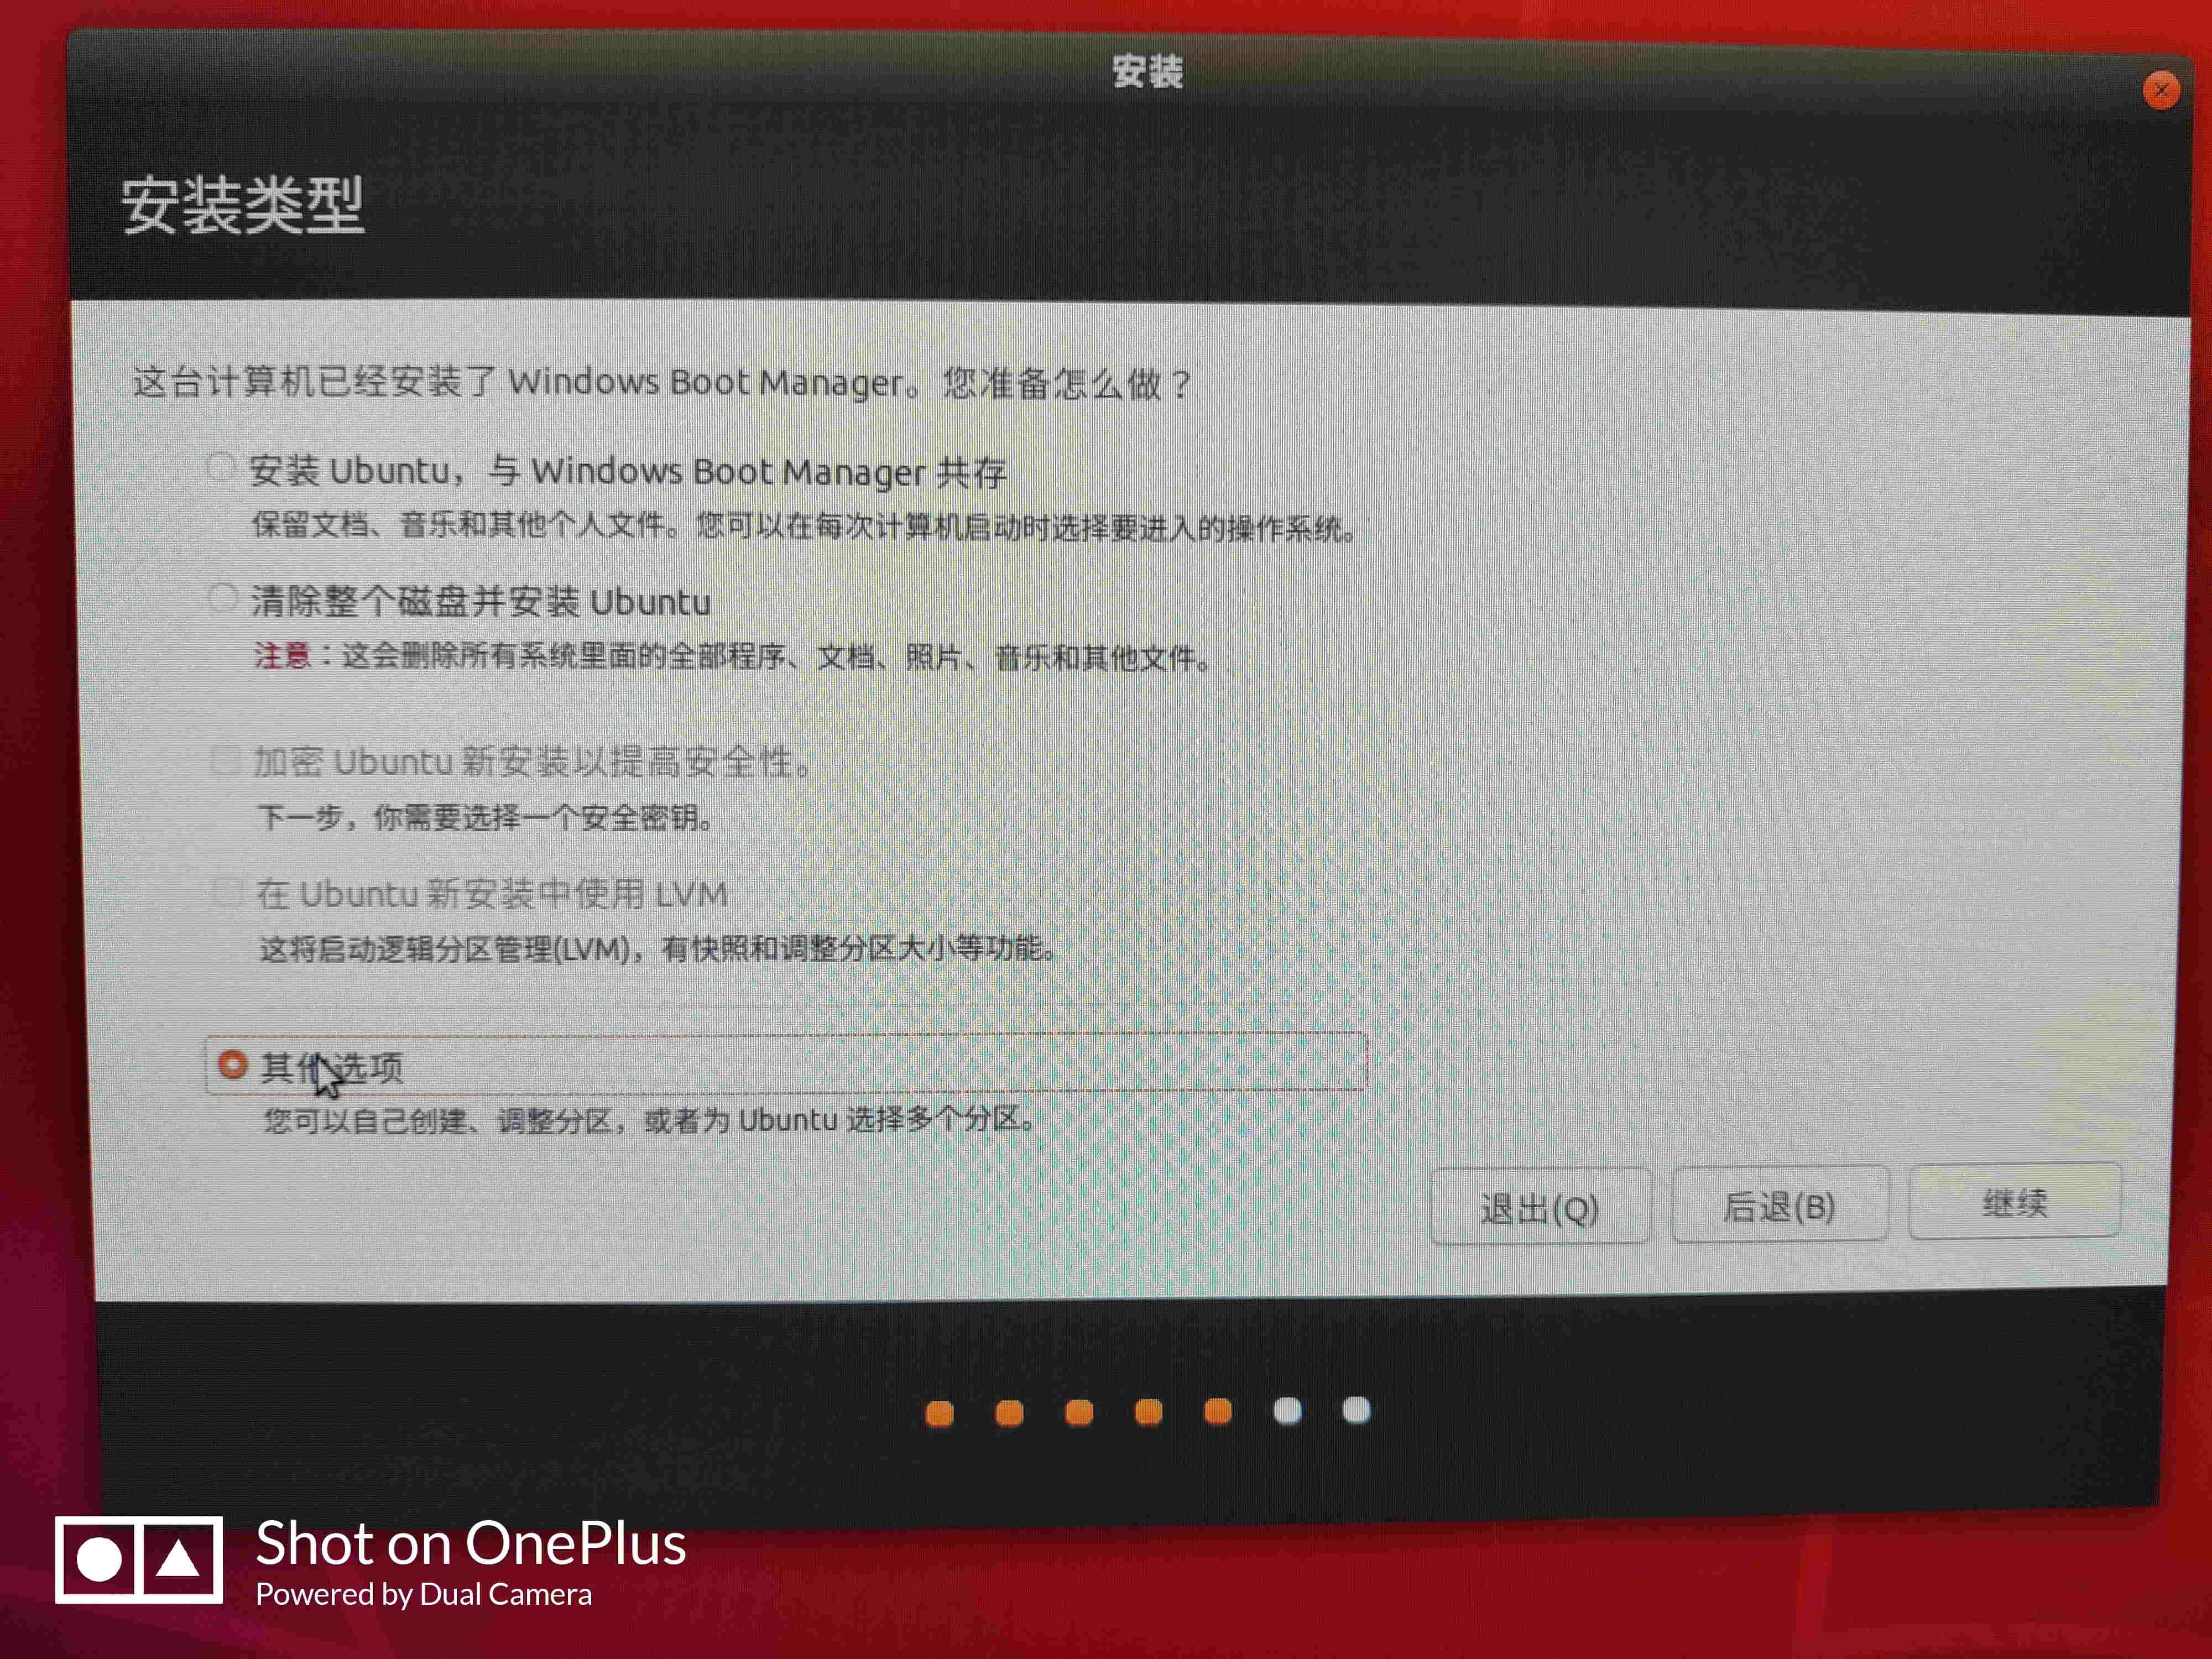 安装
安装类型
这台计算机已经安装了 Windows Boot Manager。您准备怎么做？
安装 Ubuntu，与 Windows Boot Manager 共存
保留文档、音乐和其他个人文件。您可以在每次计算机启动时选择要进入的操作系统。
清除整个磁盘并安装 Ubuntu
注意：这会删除所有系统里面的全部程序、文档、照片、音乐和其他文件。
加密 Ubuntu 新安装以提高安全性。
下一步，你需要选择一个安全密钥。
在 Ubuntu 新安装中使用 LVM
这将启动逻辑分区管理(LVM)，有快照和调整分区大小等功能。
其他选项
您可以自己创建、调整分区，或者为 Ubuntu 选择多个分区。
退出(Q) 后退(B) 继续
Shot on OnePlus
Powered by Dual Camera